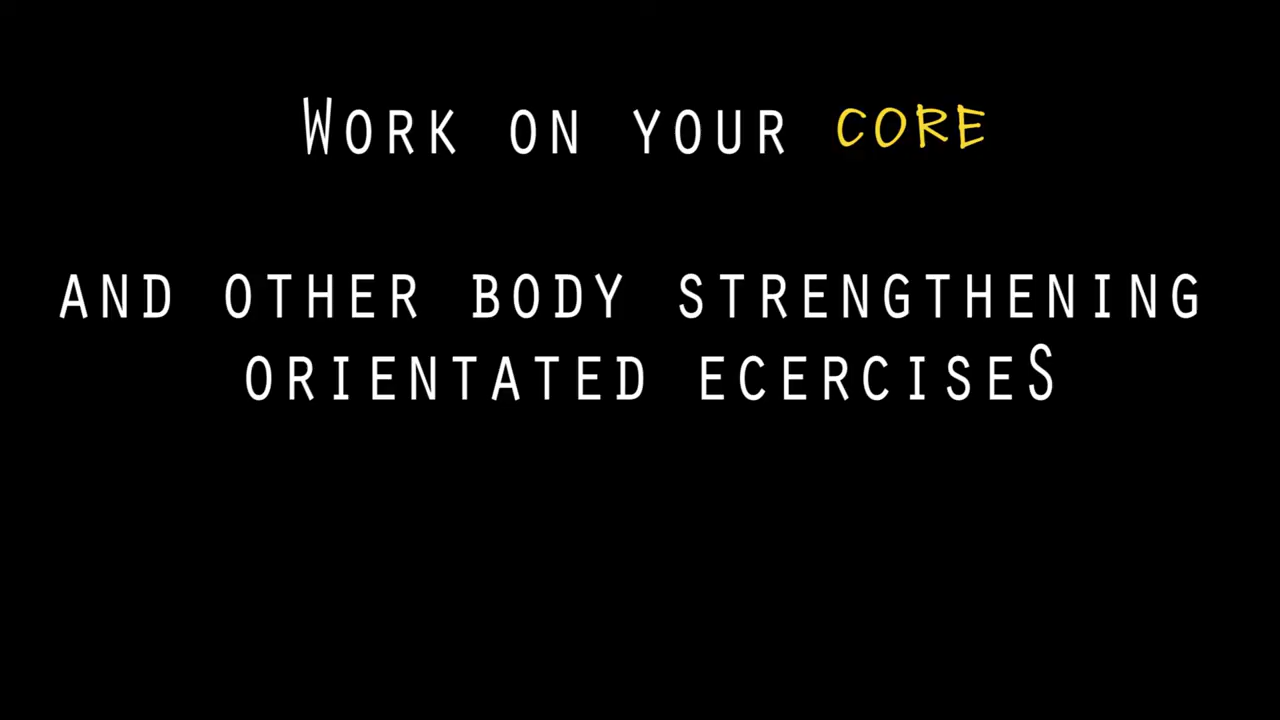 Work on your core
and other body strengthening
orientated ecerciseS